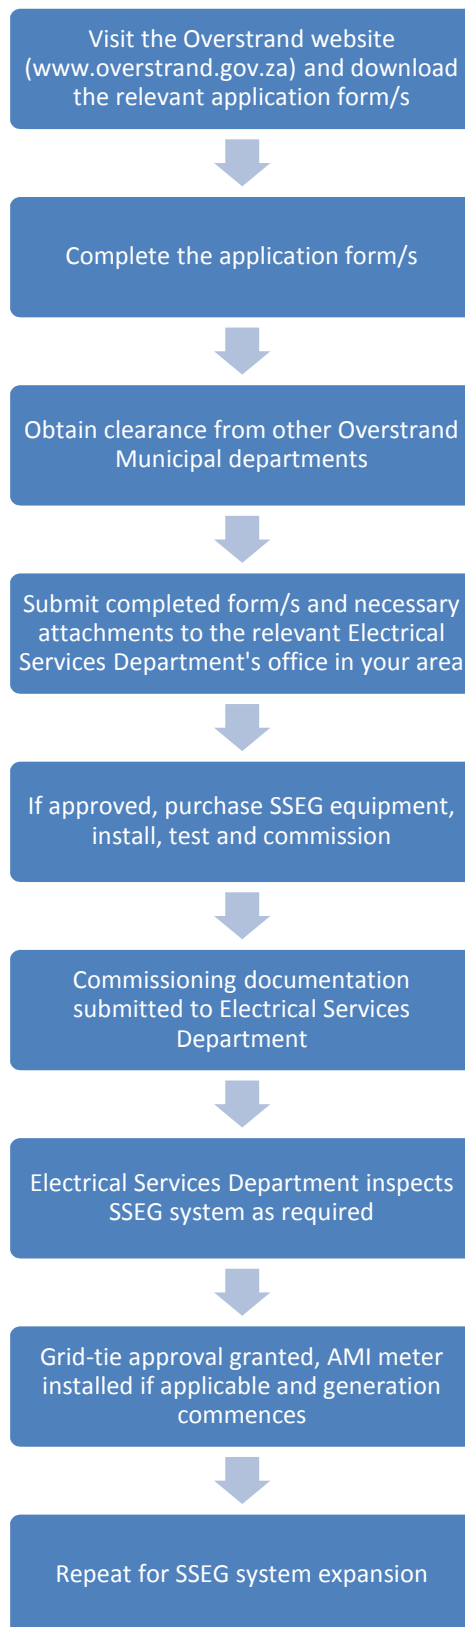 Visit the Overstrand website
(www.overstrand.gov.za) and download
the relevant application form/s
Complete the application form/s
Obtain clearance from other Overstrand
Municipal departments
Submit completed form/s and necessary
attachments to the relevant Electrical
Services Department's office in your area
If approved, purchase SSEG equipment,
install, test and commission
Commissioning documentation
submitted to Electrical Services
Department
Electrical Services Department inspects
SSEG system as required
Grid-tie approval granted, AMI meter
installed if applicable and generation
commences
Repeat for SSEG system expansion